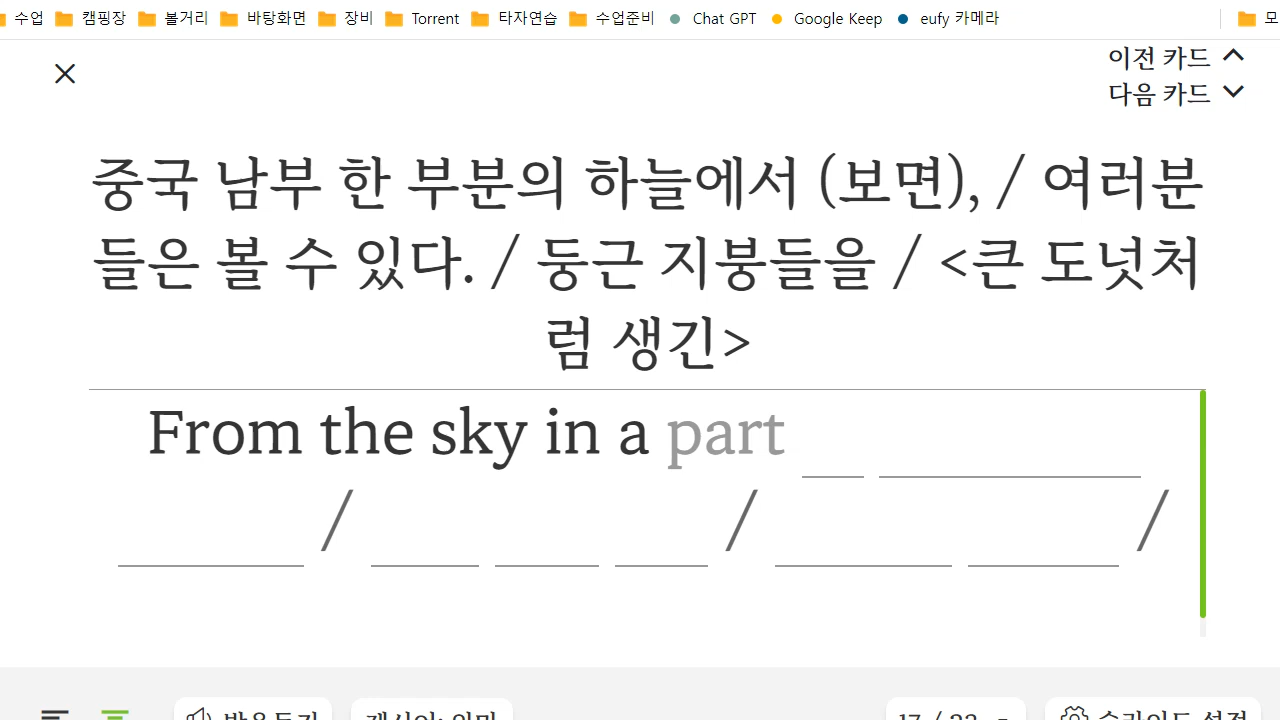 수업 캠핑장 볼거리 바탕화면 장비 Torrent 타자연습 수업준비 Chat GPT Google Keep eufy 카메라 모
이전 카드
다음 카드
중국 남부 한 부분의 하늘에서 (보면), / 여러분
들은 볼 수 있다. / 둥근 지붕들을 / <큰 도넛처
럼 생긴>
From the sky in a part
/ / /